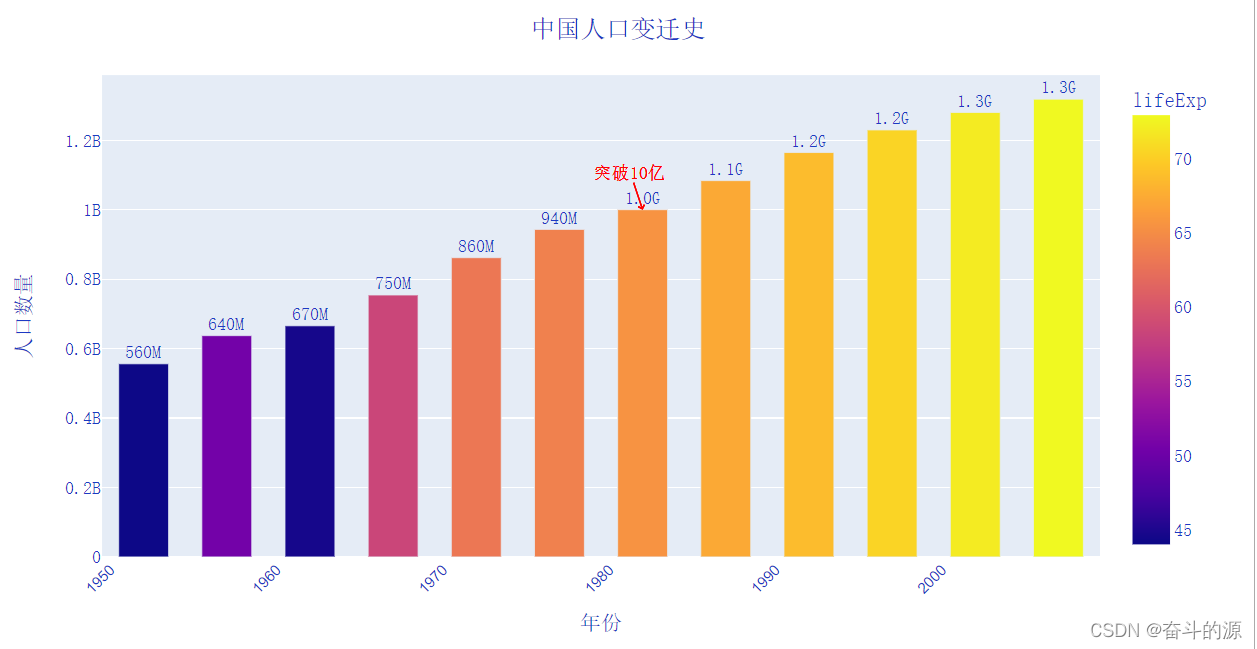 中国人口变迁史
lifeExp
人口数量
1.2B
1B
0.8B
0.6B
0.4B
0.2B
0
560M
640M
670M
750M
860M
940M
突破10亿
1.0G
1.1G
1.2G
1.2G
1.3G
1.3G
70
65
60
55
50
45
1950
1960
1970
1980
1990
2000
年份
CSDN @奋斗的源